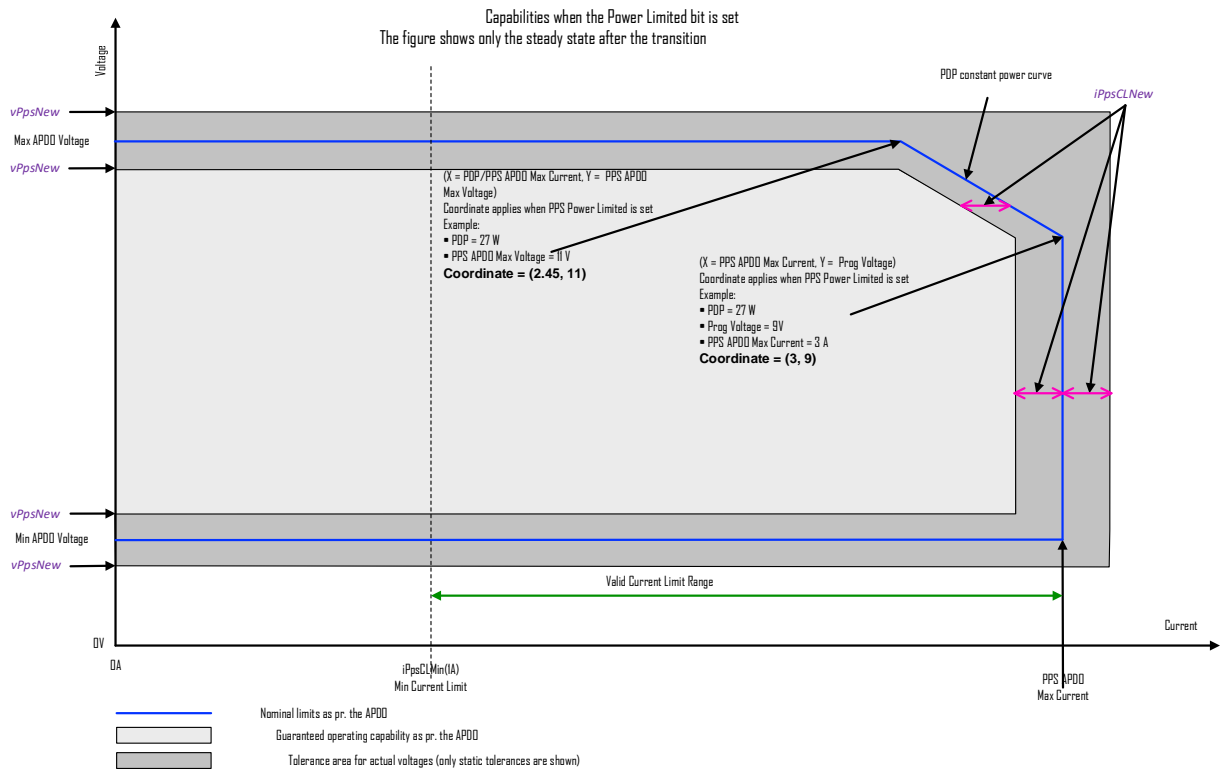 Capabilities when the Power Limited bit is set
The figure shows only the steady state after the transition
Voltage
PDP constant power curve
iPpsCLNew
vPpsNew
Max APDO Voltage
vPpsNew
(X = PDP/PPS APDO Max Current, Y = PPS APDO
Max Voltage)
Coordinate applies when PPS Power Limited is set
Example:
▪ PDP = 27 W
▪ PPS APDO Max Voltage = 11 V
Coordinate = (2.45, 11)
(X = PPS APDO Max Current, Y = Prog Voltage)
Coordinate applies when PPS Power Limited is set
Example:
▪ PDP = 27 W
▪ Prog Voltage = 9V
▪ PPS APDO Max Current = 3 A
Coordinate = (3, 9)
vPpsNew
Min APDO Voltage
vPpsNew
Valid Current Limit Range
Current
0V
0A
iPpsCLMin(1A)
Min Current Limit
PPS APDO
Max Current
Nominal limits as pr. the APDO
Guaranteed operating capability as pr. the APDO
Tolerance area for actual voltages (only static tolerances are shown)